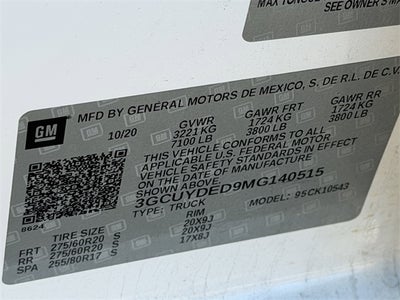 MAX TONGUE
SEE OWNER'S MA
GM
MFD BY GENERAL MOTORS DE MEXICO, S. DE R.L. DE C.V.
10/20
GVWR GAWR FRT GAWR RR
3221 KG 1724 KG 1724 KG
7100 LB 3800 LB 3800 LB
THIS VEHICLE CONFORMS TO ALL
APPLICABLE U.S. FEDERAL MOTOR
VEHICLE SAFETY STANDARDS IN EFFECT
ON THE DATE OF MANUFACTURE
SHOWN ABOVE.
3GCUYDED9MG140515
8624 TYPE: TRUCK MODEL: 95CK10543
TIRE SIZE RIM
FRT 275/60R20 S 20X9J
RR 275/60R20 S 20X9J
SPA 255/80R17 S 17X8J